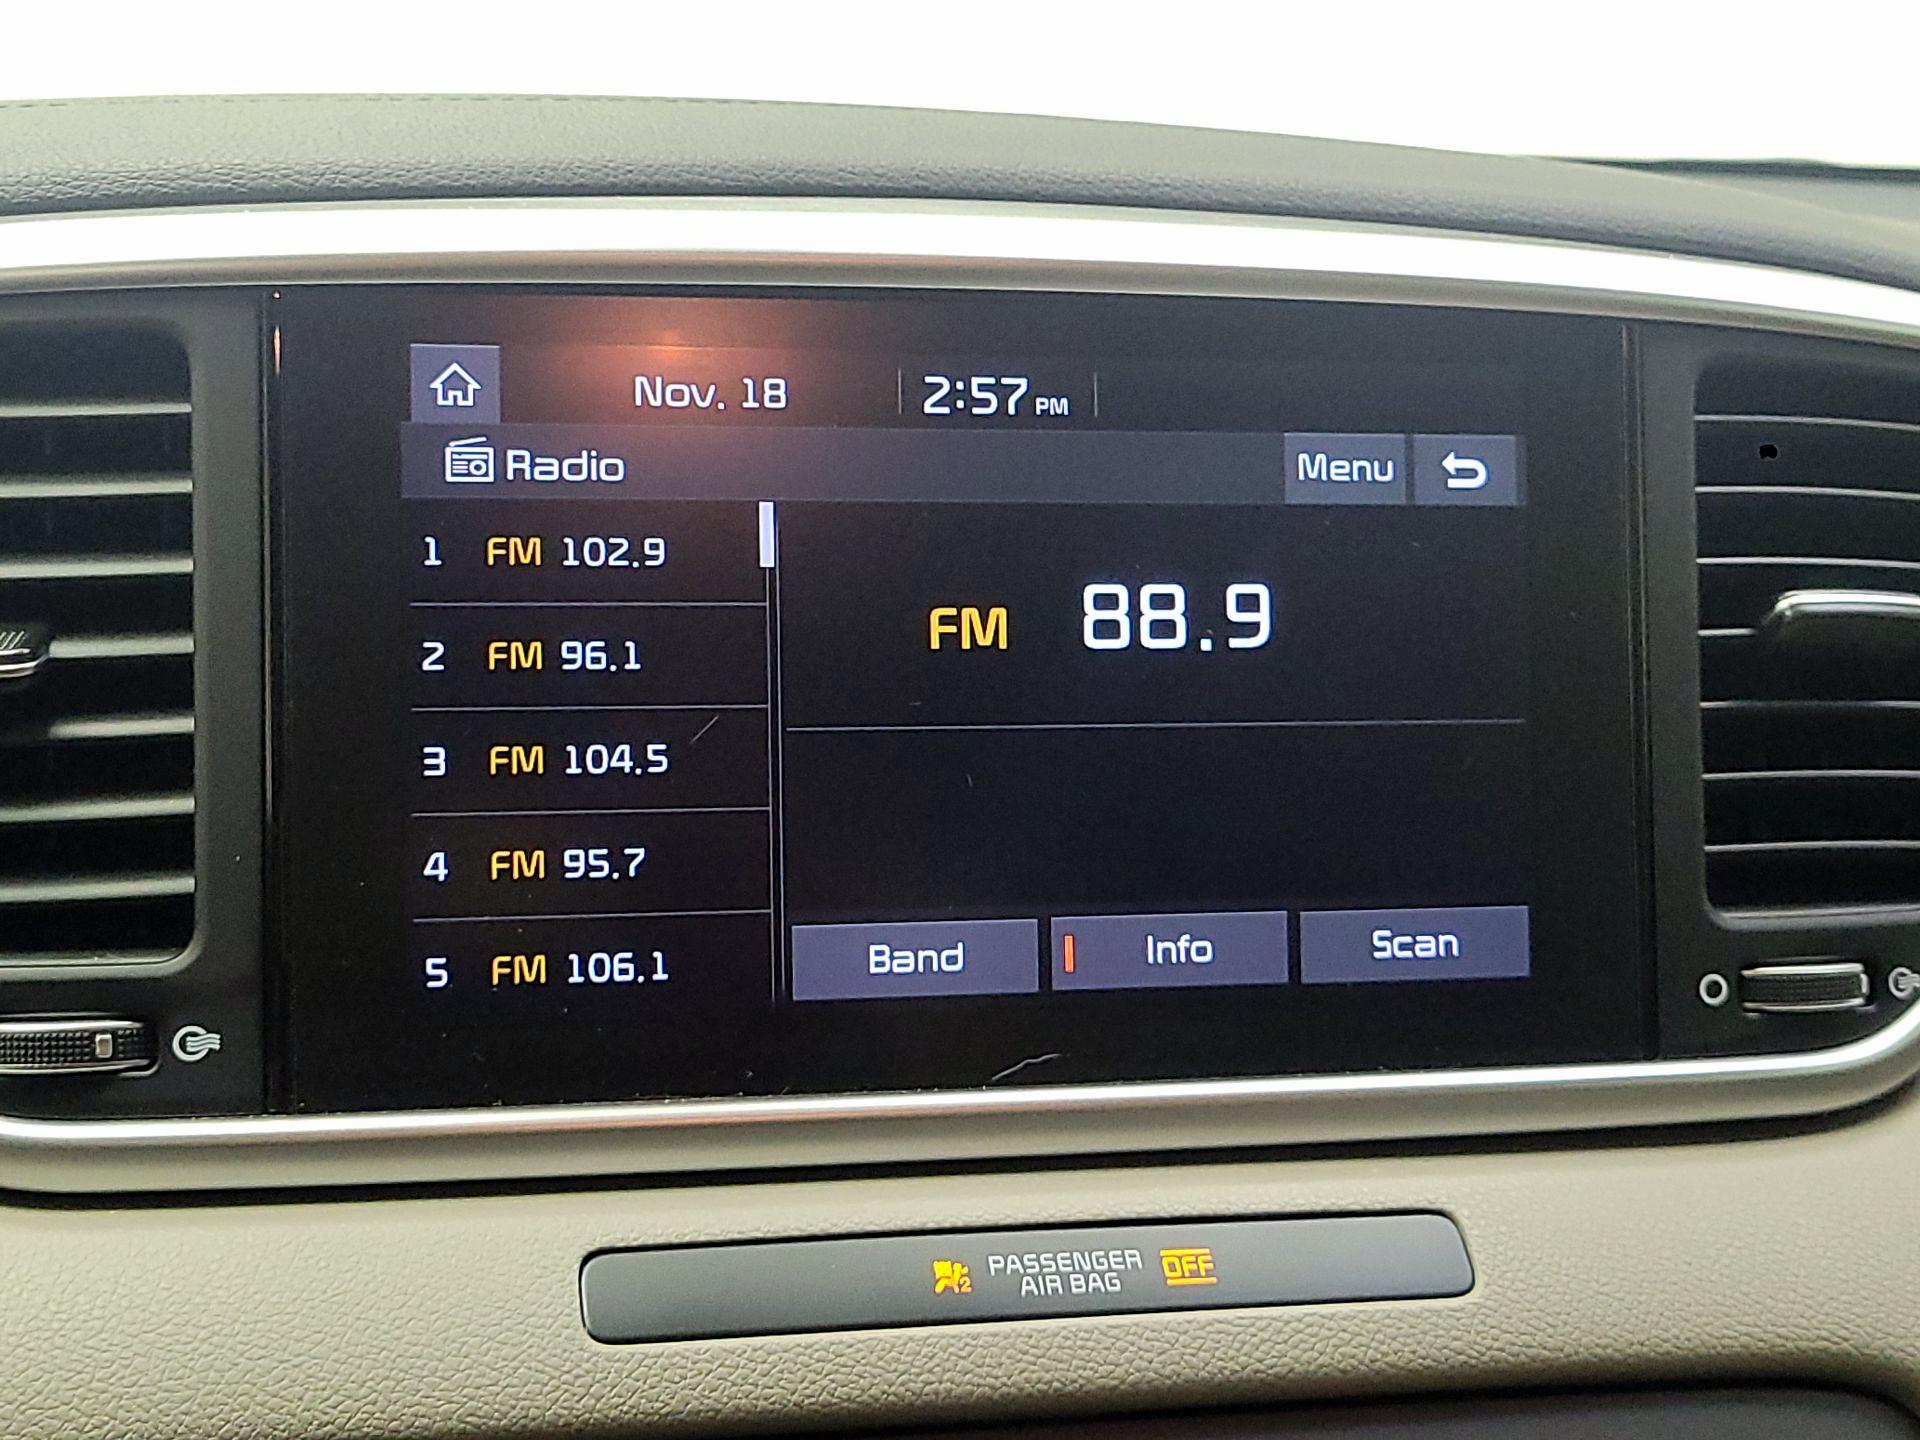 Nov. 18 2:57 PM
Radio Menu
1 FM 102.9
2 FM 96.1
3 FM 104.5
4 FM 95.7
5 FM 106.1
FM 88.9
Band Info Scan
2 PASSENGER AIR BAG OFF